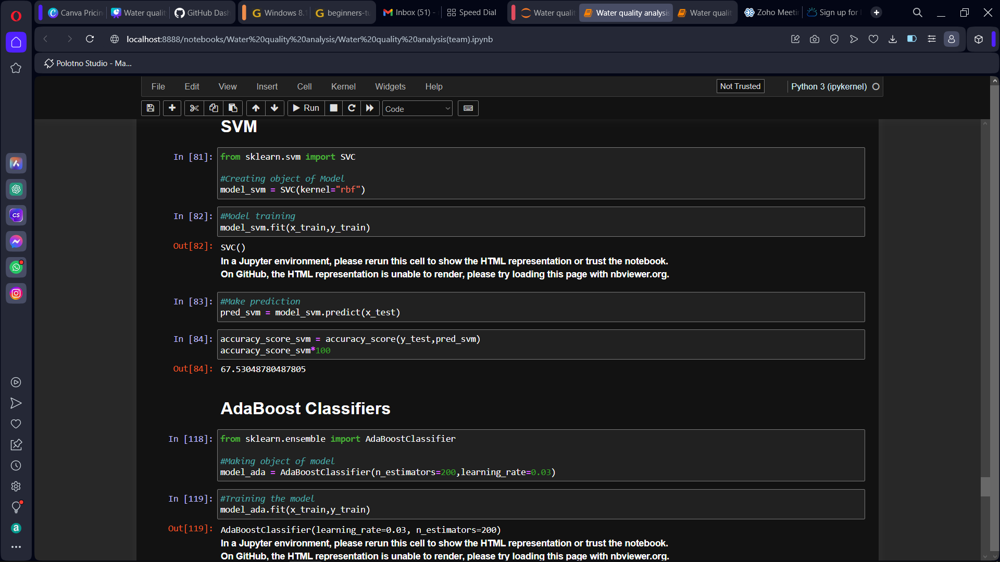 Canva Pricin
Water qualit
GitHub Dash
Windows 8.1
beginners-tu
Inbox (51) -
Speed Dial
Water qualit
Water quality analysis
Water qualit
Zoho Meetin
Sign up for
localhost:8888/notebooks/Water%20quality%20analysis/Water%20quality%20analysis(team).ipynb
Polotno Studio - Ma...
File Edit View Insert Cell Kernel Widgets Help
Not Trusted
Python 3 (ipykernel)
Run
Code
SVM
In [81]: from sklearn.svm import SVC
#Creating object of Model
model_svm = SVC(kernel="rbf")
In [82]: #Model training
model_svm.fit(x_train,y_train)
Out[82]: SVC()
In a Jupyter environment, please rerun this cell to show the HTML representation or trust the notebook.
On GitHub, the HTML representation is unable to render, please try loading this page with nbviewer.org.
In [83]: #Make prediction
pred_svm = model_svm.predict(x_test)
In [84]: accuracy_score_svm = accuracy_score(y_test,pred_svm)
accuracy_score_svm*100
Out[84]: 67.53048780487805
AdaBoost Classifiers
In [118]: from sklearn.ensemble import AdaBoostClassifier
#Making object of model
model_ada = AdaBoostClassifier(n_estimators=200,learning_rate=0.03)
In [119]: #Training the model
model_ada.fit(x_train,y_train)
Out[119]: AdaBoostClassifier(learning_rate=0.03, n_estimators=200)
In a Jupyter environment, please rerun this cell to show the HTML representation or trust the notebook.
On GitHub, the HTML representation is unable to render, please try loading this page with nbviewer.org.
CS
a